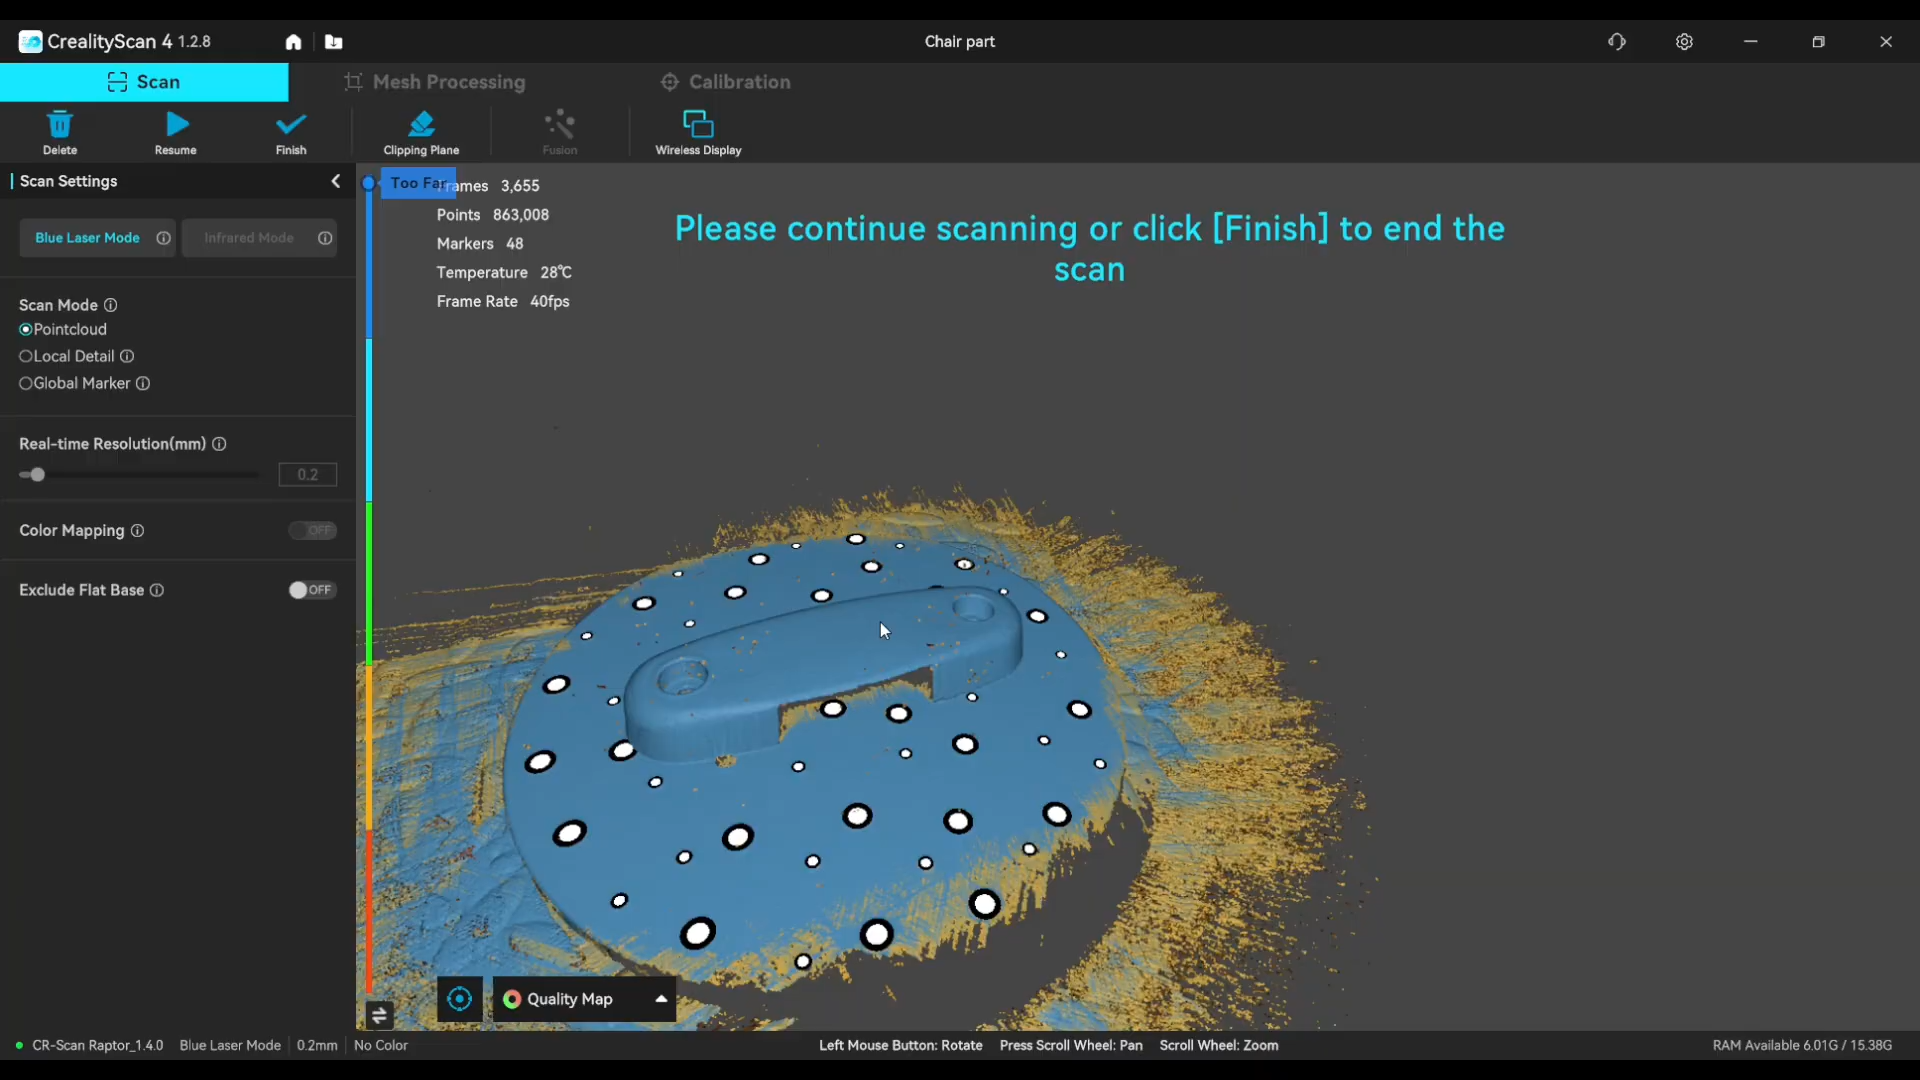 CrealityScan 4 1.2.8
Chair part
Scan
Mesh Processing
Calibration
Delete
Resume
Finish
Clipping Plane
Fusion
Wireless Display
Scan Settings
Too Far
Frames 3,655
Points 863,008
Markers 48
Temperature 28°C
Frame Rate 40fps
Please continue scanning or click [Finish] to end the
scan
Blue Laser Mode
Infrared Mode
Scan Mode
Pointcloud
Local Detail
Global Marker
Real-time Resolution(mm)
0.2
Color Mapping
OFF
Exclude Flat Base
OFF
Quality Map
CR-Scan Raptor_1.4.0 Blue Laser Mode 0.2mm No Color
Left Mouse Button: Rotate Press Scroll Wheel: Pan Scroll Wheel: Zoom
RAM Available 6.01G / 15.38G